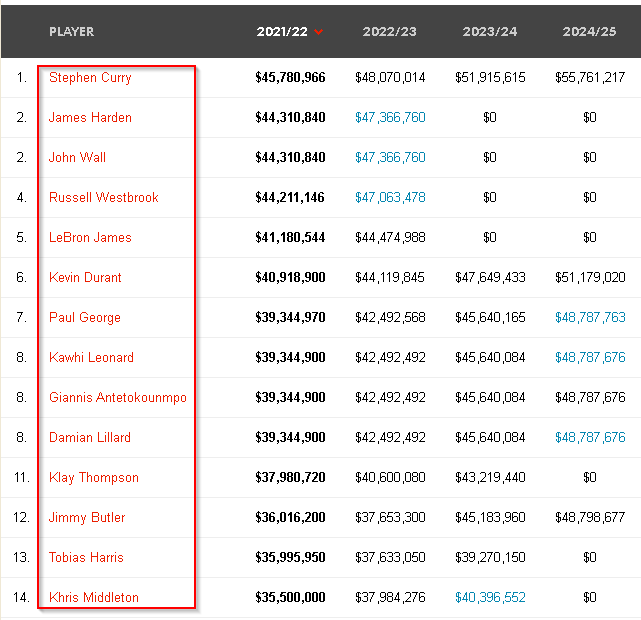 PLAYER 2021/22 2022/23 2023/24 2024/25
1. Stephen Curry $45,780,966 $48,070,014 $51,915,615 $55,761,217
2. James Harden $44,310,840 $47,366,760 $0 $0
2. John Wall $44,310,840 $47,366,760 $0 $0
4. Russell Westbrook $44,211,146 $47,063,478 $0 $0
5. LeBron James $41,180,544 $44,474,988 $0 $0
6. Kevin Durant $40,918,900 $44,119,845 $47,649,433 $51,179,020
7. Paul George $39,344,970 $42,492,568 $45,640,165 $48,787,763
8. Kawhi Leonard $39,344,900 $42,492,492 $45,640,084 $48,787,676
8. Giannis Antetokounmpo $39,344,900 $42,492,492 $45,640,084 $48,787,676
8. Damian Lillard $39,344,900 $42,492,492 $45,640,084 $48,787,676
11. Klay Thompson $37,980,720 $40,600,080 $43,219,440 $0
12. Jimmy Butler $36,016,200 $37,653,300 $45,183,960 $48,798,677
13. Tobias Harris $35,995,950 $37,633,050 $39,270,150 $0
14. Khris Middleton $35,500,000 $37,984,276 $40,396,552 $0